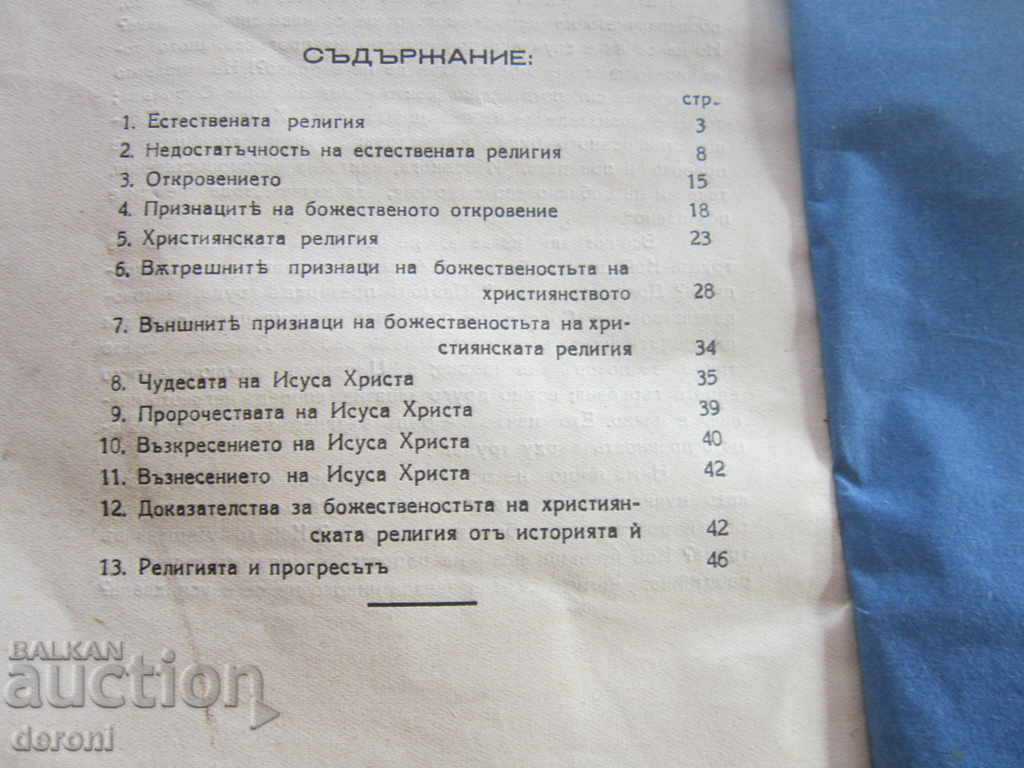 СЪДЪРЖАНИЕ:
стр.
1. Естествената религия 3
2. Недостатъчность на естествената религия 8
3. Откровението 15
4. Признацитѣ на божественото откровение 18
5. Християнската религия 23
6. Вѫтрешнитѣ признаци на божественостьта на
християнството 28
7. Външнитѣ признаци на божественостьта на хри-
стиянската религия 34
8. Чудесата на Исуса Христа 35
9. Пророчествата на Исуса Христа 39
10. Възкресението на Исуса Христа 40
11. Възнесението на Исуса Христа 42
12. Доказателства за божественостьта на християн-
ската религия отъ историята ѝ 42
13. Религията и прогресътъ 46
BALKAN
auction
deroni